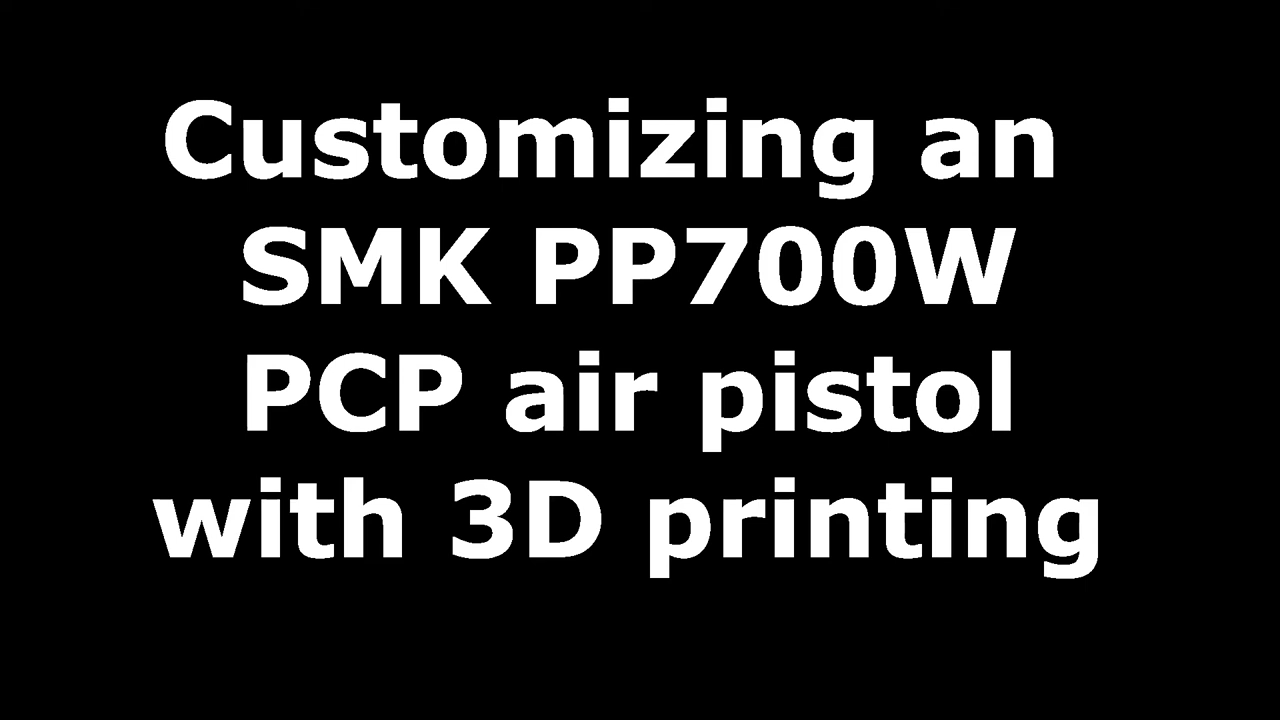 Customizing an
SMK PP700W
PCP air pistol
with 3D printing